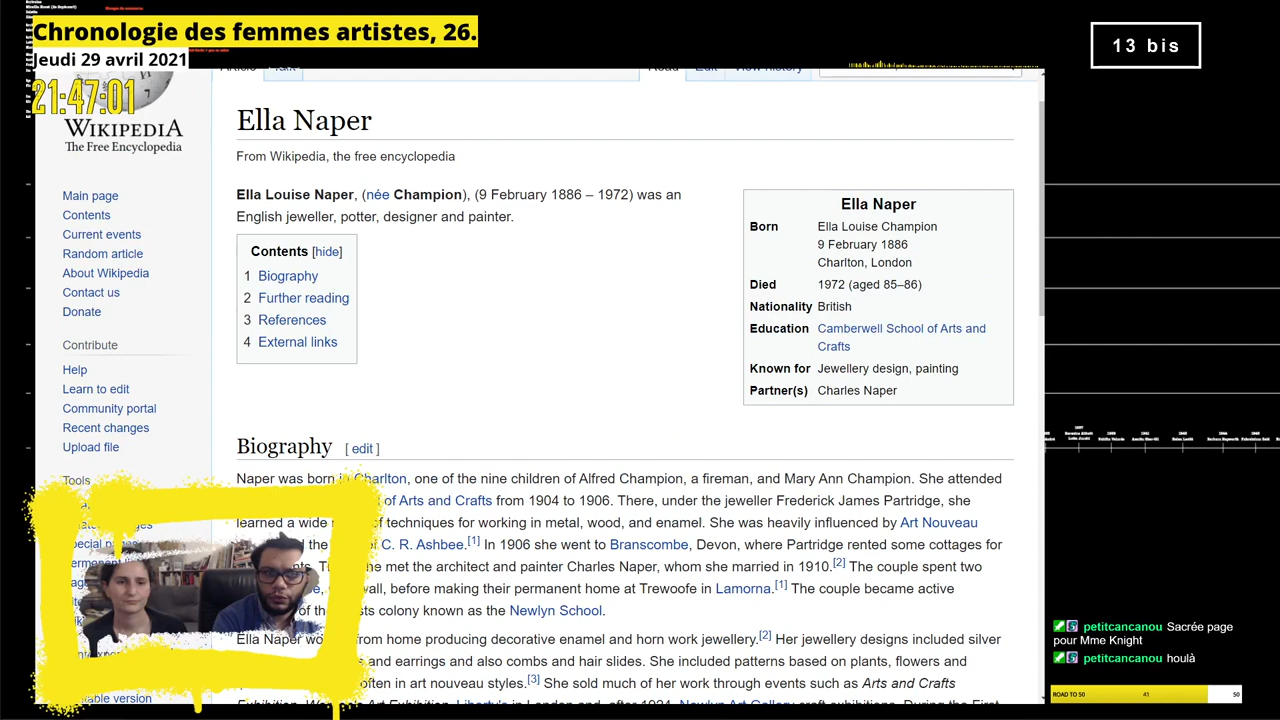 Chronologie des femmes artistes, 26.
Jeudi 29 avril 2021
21:47:01
13 bis
WIKIPEDIA
The Free Encyclopedia
Main page
Contents
Current events
Random article
About Wikipedia
Contact us
Donate
Contribute
Help
Learn to edit
Community portal
Recent changes
Upload file
Tools
Ella Naper
From Wikipedia, the free encyclopedia
Ella Louise Naper, (née Champion), (9 February 1886 – 1972) was an
English jeweller, potter, designer and painter.
Contents [hide]
1 Biography
2 Further reading
3 References
4 External links
Ella Naper
Born Ella Louise Champion
9 February 1886
Charlton, London
Died 1972 (aged 85–86)
Nationality British
Education Camberwell School of Arts and
Crafts
Known for Jewellery design, painting
Partner(s) Charles Naper
Biography [ edit ]
Naper was born in Charlton, one of the nine children of Alfred Champion, a fireman, and Mary Ann Champion. She attended
of Arts and Crafts from 1904 to 1906. There, under the jeweller Frederick James Partridge, she
learned a wide of techniques for working in metal, wood, and enamel. She was heavily influenced by Art Nouveau
the C. R. Ashbee.[1] In 1906 she went to Branscombe, Devon, where Partridge rented some cottages for
she met the architect and painter Charles Naper, whom she married in 1910.[2] The couple spent two
before making their permanent home at Trewoofe in Lamorna.[1] The couple became active
of the colony known as the Newlyn School.
Ella Naper from home producing decorative enamel and horn work jewellery.[2] Her jewellery designs included silver
and earrings and also combs and hair slides. She included patterns based on plants, flowers and
often in art nouveau styles.[3] She sold much of her work through events such as Arts and Crafts
petitcancanou Sacrée page
pour Mme Knight
petitcancanou houlà
ROAD TO 50 41 50